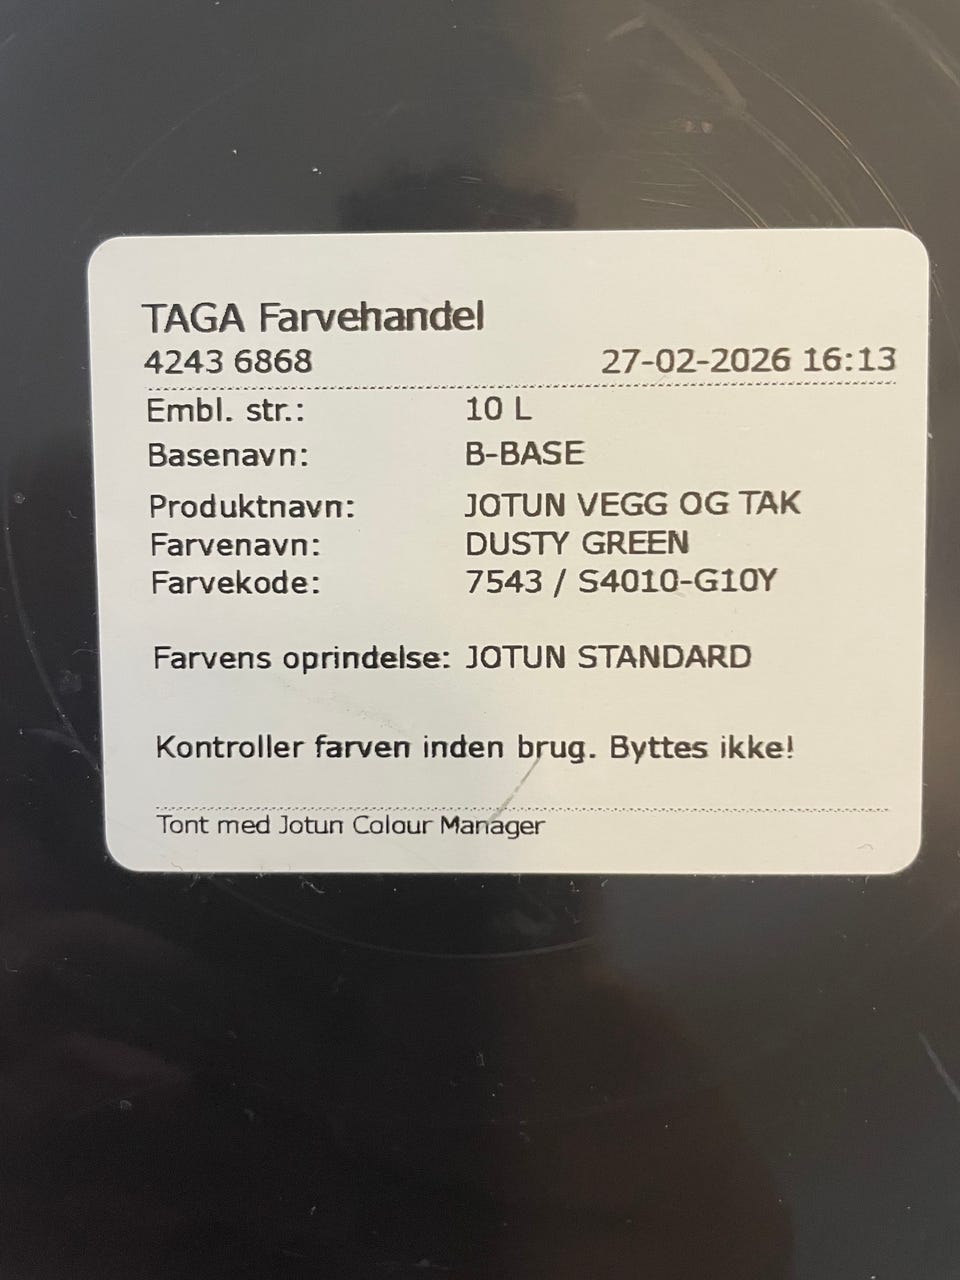 TAGA Farvehandel
4243 6868 27-02-2026 16:13
Embl. str.: 10 L
Basenavn: B-BASE
Produktnavn: JOTUN VEGG OG TAK
Farvenavn: DUSTY GREEN
Farvekode: 7543 / S4010-G10Y
Farvens oprindelse: JOTUN STANDARD
Kontroller farven inden brug. Byttes ikke!
Tont med Jotun Colour Manager